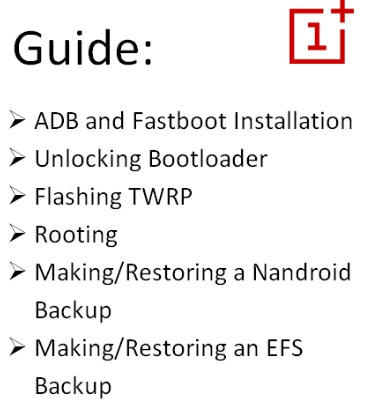 Guide:
1+
ADB and Fastboot Installation
Unlocking Bootloader
Flashing TWRP
Rooting
Making/Restoring a Nandroid
Backup
Making/Restoring an EFS
Backup